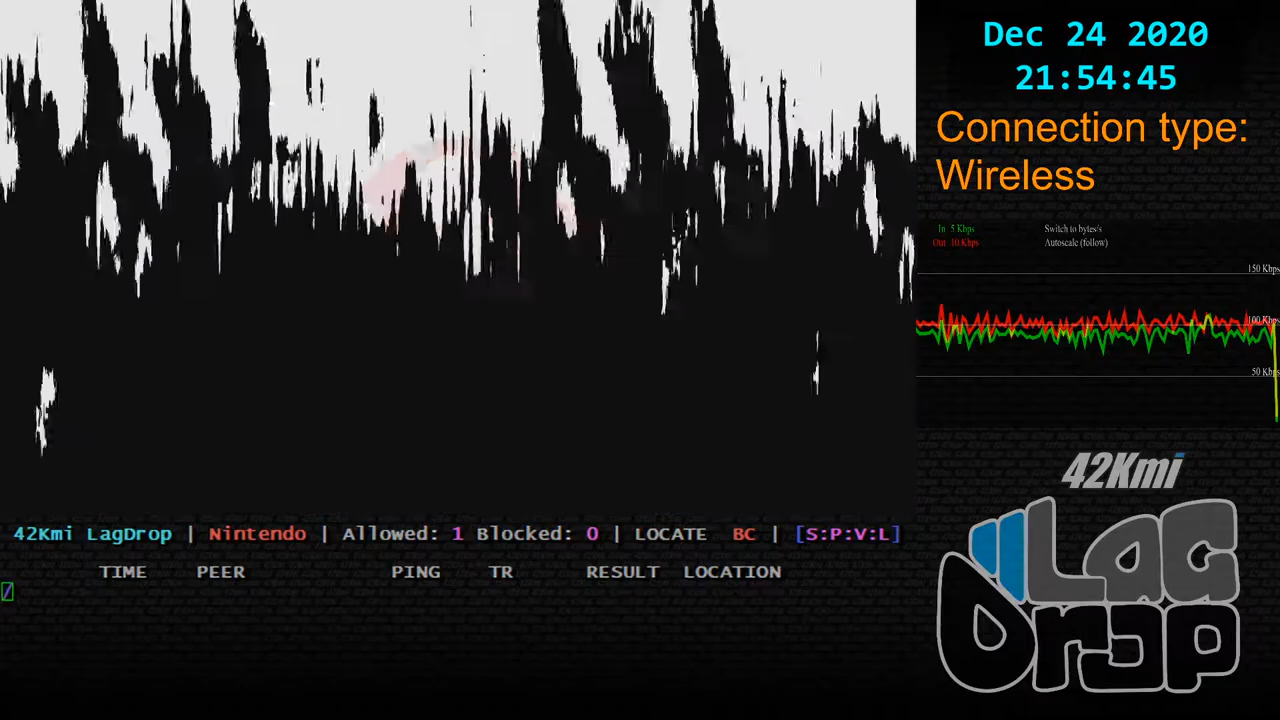 Dec 24 2020
21:54:45
Connection type:
Wireless
In 5 Kbps
Switch to bytes/s
Out 10 Kbps
Autoscale (follow)
150 Kbps
100 Kbps
50 Kbps
42Kmi
LAG
Drop
42Kmi LagDrop | Nintendo | Allowed: 1 Blocked: 0 | LOCATE BC | [S:P:V:L]
TIME PEER PING TR RESULT LOCATION